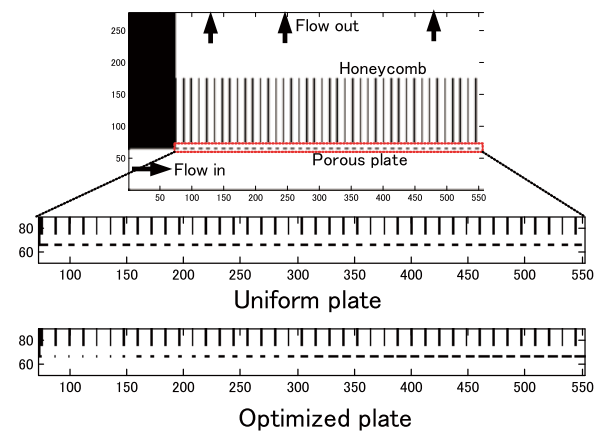 250
200
150
100
50
Flow out
Honeycomb
Porous plate
Flow in
50 100 150 200 250 300 350 400 450 500 550
80
60
100 150 200 250 300 350 400 450 500 550
Uniform plate
80
60
100 150 200 250 300 350 400 450 500 550
Optimized plate